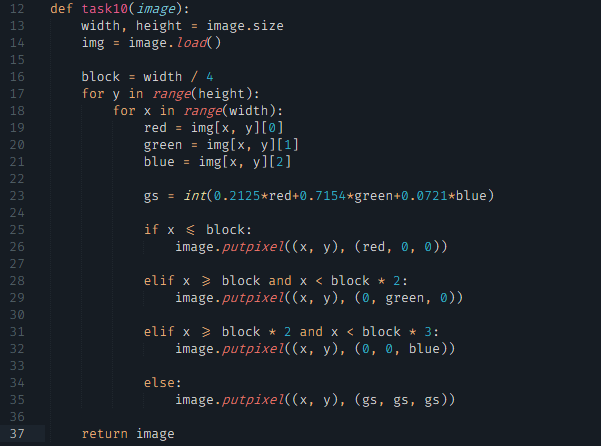 12 def task10(image):
13     width, height = image.size
14     img = image.load()
15
16     block = width / 4
17     for y in range(height):
18         for x in range(width):
19             red = img[x, y][0]
20             green = img[x, y][1]
21             blue = img[x, y][2]
22
23             gs = int(0.2125*red+0.7154*green+0.0721*blue)
24
25             if x ⩽ block:
26                 image.putpixel((x, y), (red, 0, 0))
27
28             elif x ⩾ block and x < block * 2:
29                 image.putpixel((x, y), (0, green, 0))
30
31             elif x ⩾ block * 2 and x < block * 3:
32                 image.putpixel((x, y), (0, 0, blue))
33
34             else:
35                 image.putpixel((x, y), (gs, gs, gs))
36
37     return image